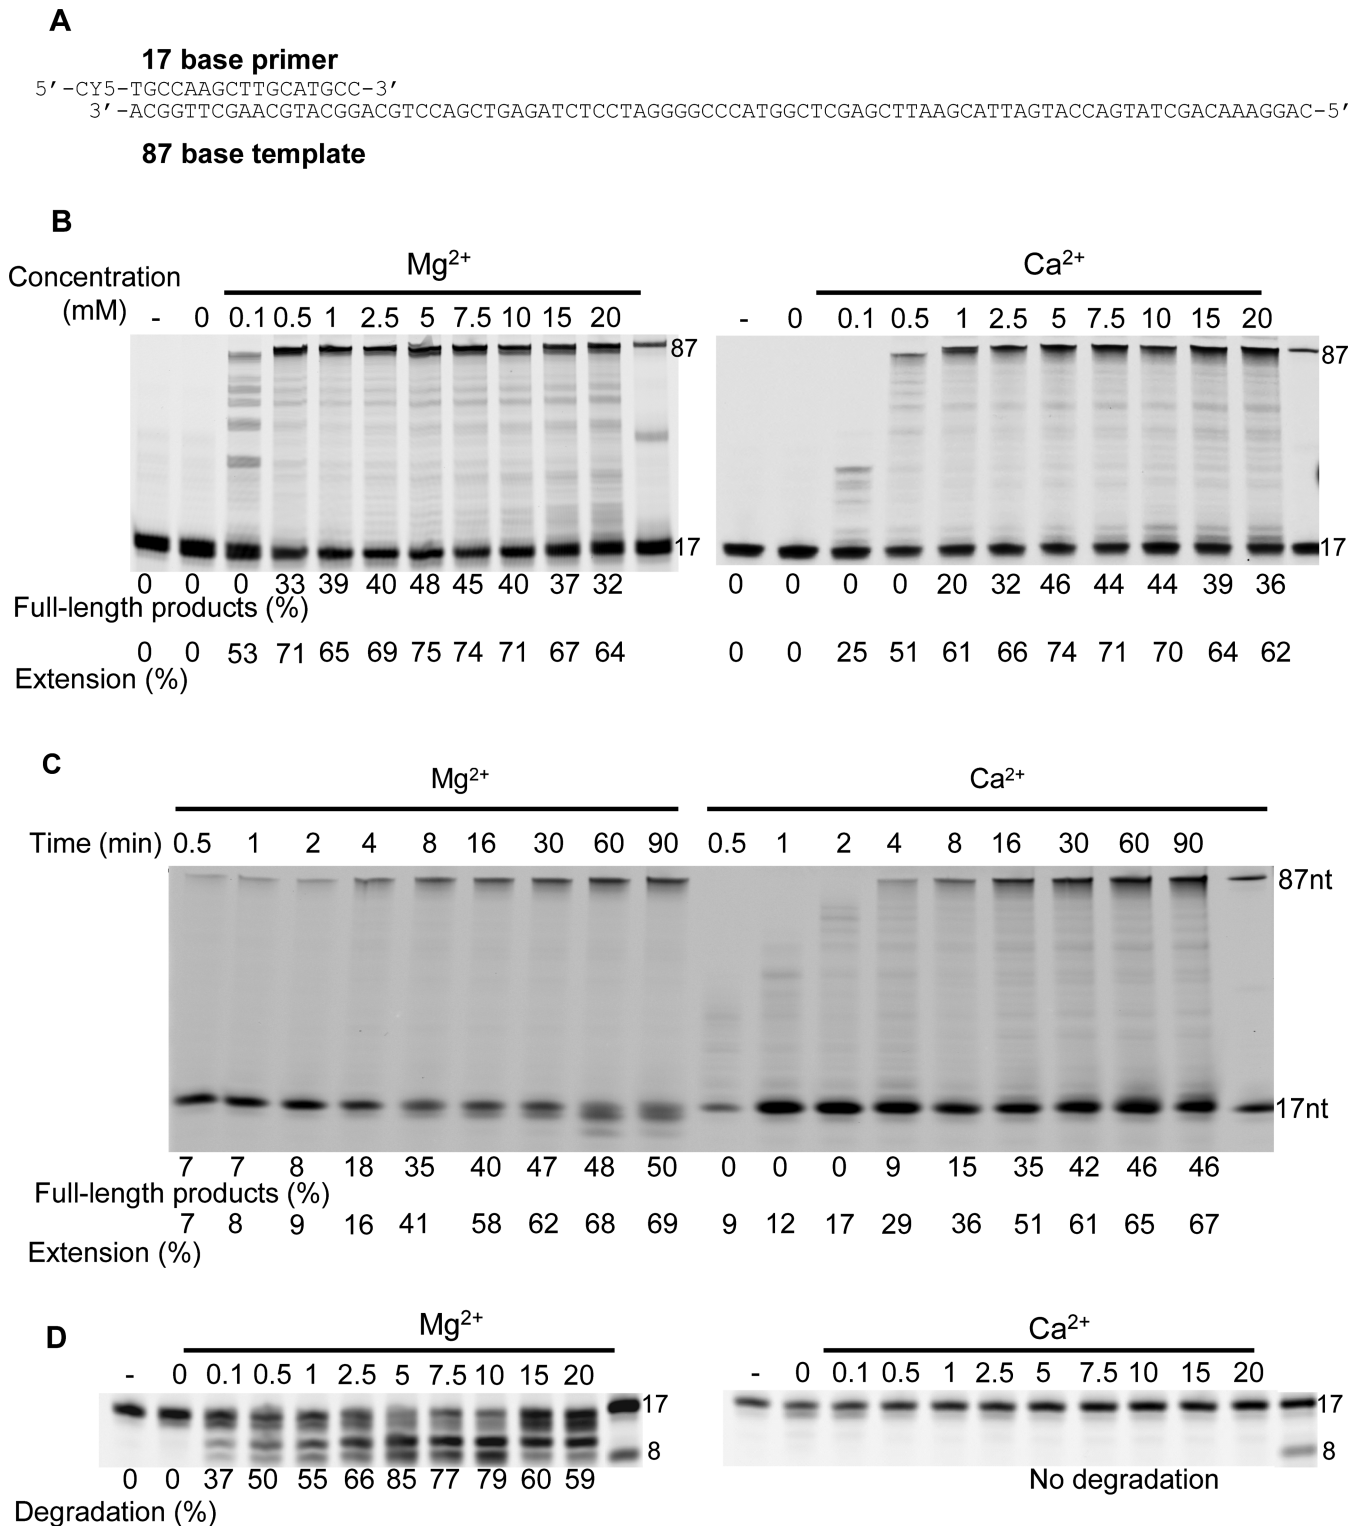 A
17 base primer
5′-CY5-TGCCAAGCTTGCATGCC-3′
3′-ACGGTTCGAACGTACGGACGTCCAGCTGAGATCTCCTAGGGGCCCATGGCTCGAGCTTAAGCATTAGTACCAGTATCGACAAAGGAC-5′
87 base template
B
Mg2+ Ca2+
Concentration
(mM) - 0 0.1 0.5 1 2.5 5 7.5 10 15 20 - 0 0.1 0.5 1 2.5 5 7.5 10 15 20
87 87
17 17
0 0 0 33 39 40 48 45 40 37 32 0 0 0 0 20 32 46 44 44 39 36
Full-length products (%)
0 0 53 71 65 69 75 74 71 67 64 0 0 25 51 61 66 74 71 70 64 62
Extension (%)
C
Mg2+ Ca2+
Time (min) 0.5 1 2 4 8 16 30 60 90 0.5 1 2 4 8 16 30 60 90
87nt
17nt
7 7 8 18 35 40 47 48 50 0 0 0 9 15 35 42 46 46
Full-length products (%)
7 8 9 16 41 58 62 68 69 9 12 17 29 36 51 61 65 67
Extension (%)
D
Mg2+ Ca2+
- 0 0.1 0.5 1 2.5 5 7.5 10 15 20 - 0 0.1 0.5 1 2.5 5 7.5 10 15 20
17 17
8 8
0 0 37 50 55 66 85 77 79 60 59 No degradation
Degradation (%)